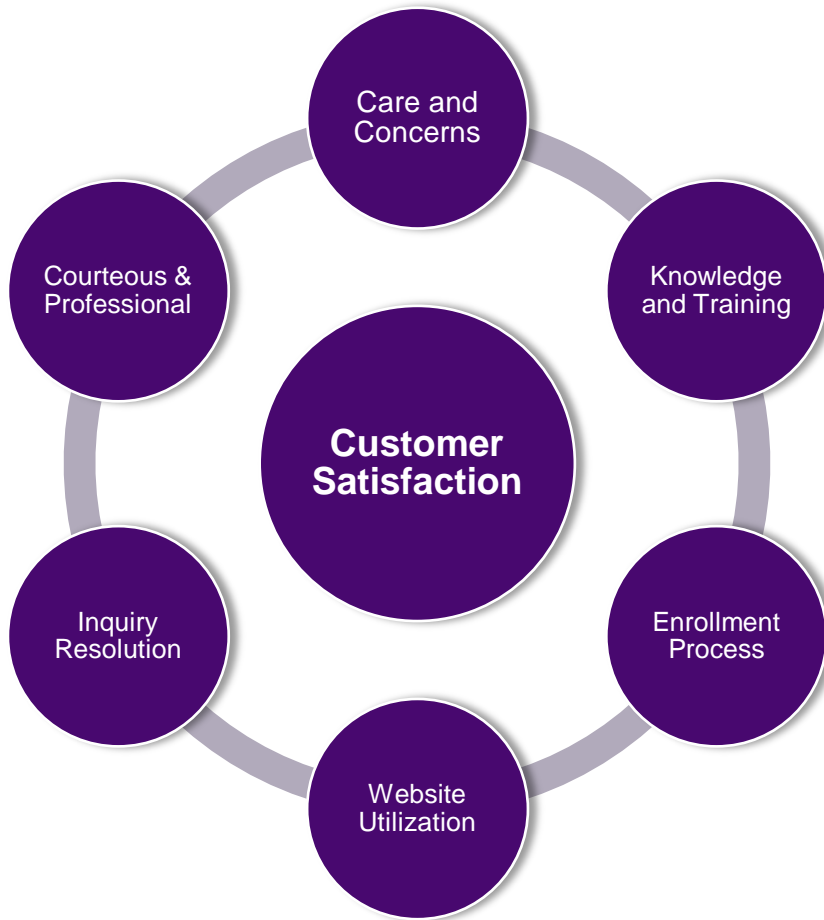 Care and
Concerns
Knowledge
and Training
Enrollment
Process
Website
Utilization
Inquiry
Resolution
Courteous &
Professional
Customer
Satisfaction